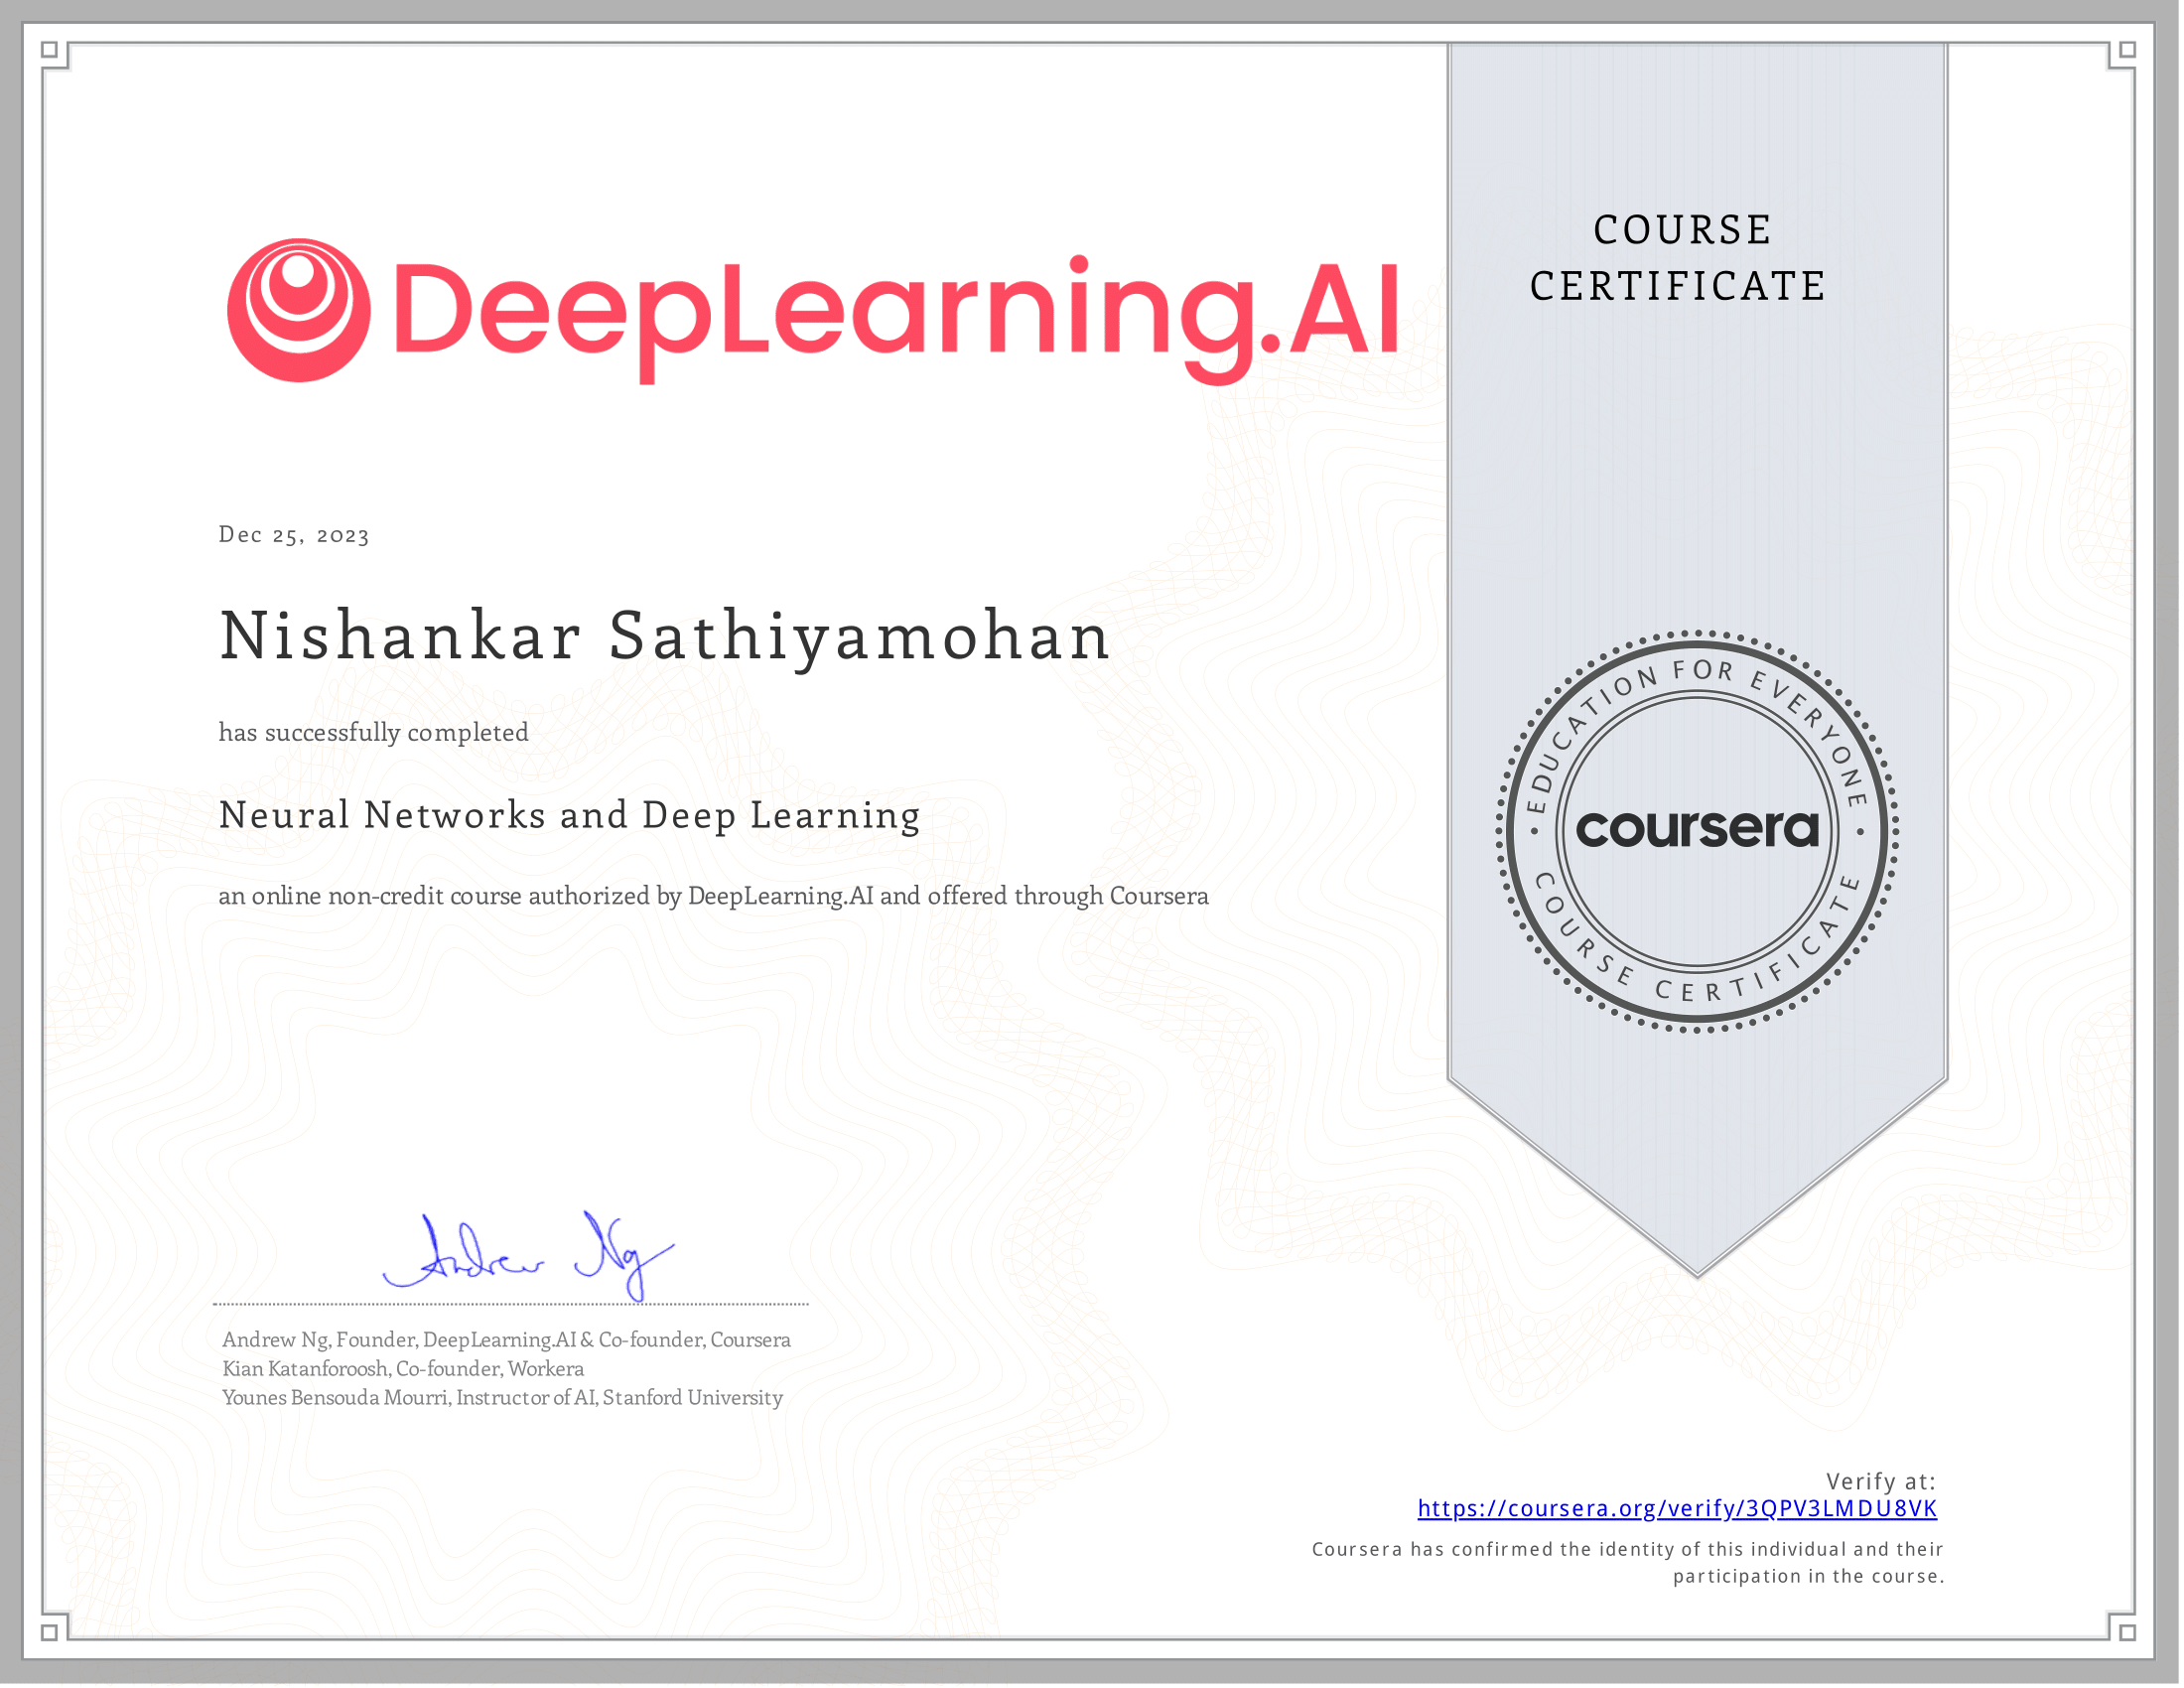 DeepLearning.AI
COURSE
CERTIFICATE
Dec 25, 2023
Nishankar Sathiyamohan
has successfully completed
Neural Networks and Deep Learning
an online non-credit course authorized by DeepLearning.AI and offered through Coursera
EDUCATION FOR EVERYONE
coursera
COURSE CERTIFICATE
Andrew Ng
Andrew Ng, Founder, DeepLearning.AI & Co-founder, Coursera
Kian Katanforoosh, Co-founder, Workera
Younes Bensouda Mourri, Instructor of AI, Stanford University
Verify at:
https://coursera.org/verify/3QPV3LMDU8VK
Coursera has confirmed the identity of this individual and their
participation in the course.